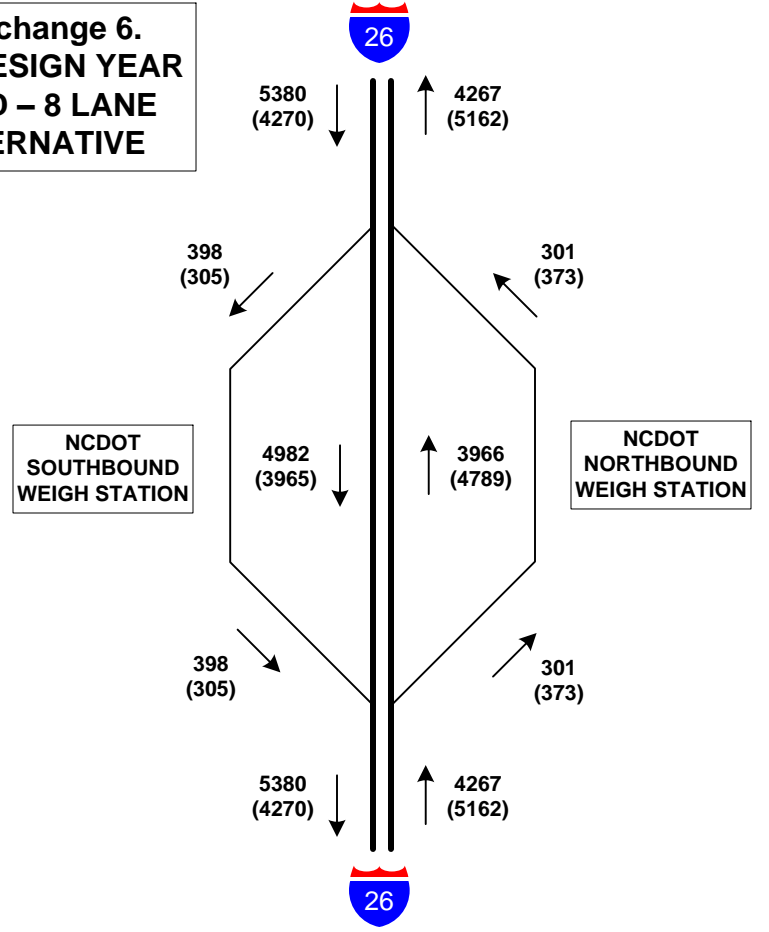 change 6.
ESIGN YEAR
– 8 LANE
ERNATIVE
26
5380
(4270)
4267
(5162)
398
(305)
301
(373)
NCDOT
SOUTHBOUND
WEIGH STATION
4982
(3965)
3966
(4789)
NCDOT
NORTHBOUND
WEIGH STATION
398
(305)
301
(373)
5380
(4270)
4267
(5162)
26